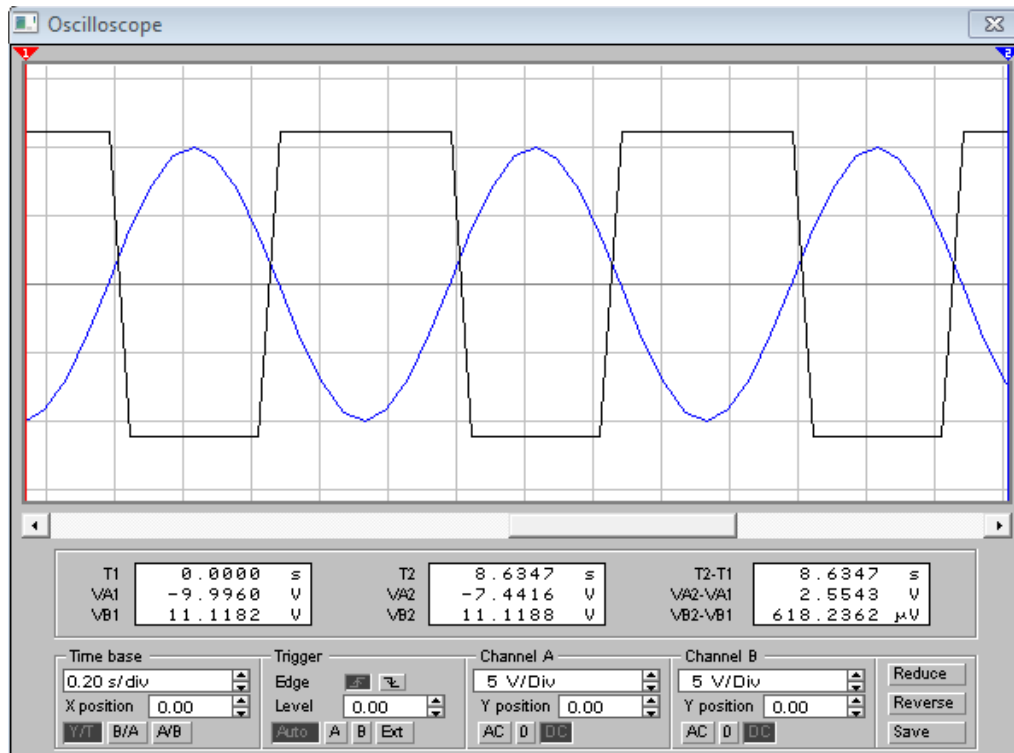 Oscilloscope
1 2
T1 0.0000 s T2 8.6347 s T2-T1 8.6347 s
VA1 -9.9960 V VA2 -7.4416 V VA2-VA1 2.5543 V
VB1 11.1182 V VB2 11.1188 V VB2-VB1 618.2362 µV
Time base Trigger Channel A Channel B
0.20 s/div Edge 5 V/Div 5 V/Div Reduce
X position 0.00 Level 0.00 Y position 0.00 Y position 0.00 Reverse
Y/T B/A A/B Auto A B Ext AC 0 DC AC 0 DC Save